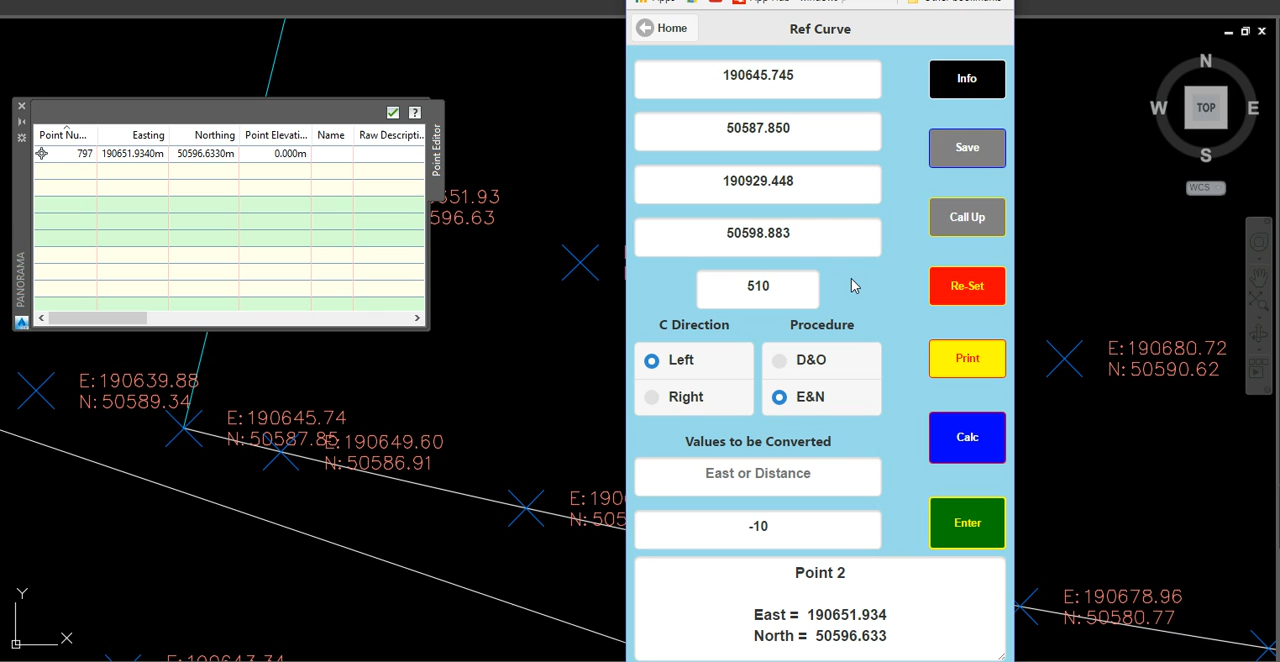 Point Nu... Easting Northing Point Elevati... Name Raw Descripti...
797 190651.9340m 50596.6330m 0.000m
Point Editor
PANORAMA
651.93
596.63
E:190639.88
N:50589.34
E:190645.74
N:50587.85
E:190649.60
N:50586.91
E:190
N:505
E:190643.34
Home
Ref Curve
190645.745
50587.850
190929.448
50598.883
510
C Direction
Procedure
Left
Right
D&O
E&N
Values to be Converted
East or Distance
-10
Point 2
East = 190651.934
North = 50596.633
Info
Save
Call Up
Re-Set
Print
Calc
Enter
N
W TOP E
S
WCS
E:190680.72
N:50590.62
E:190678.96
N:50580.77
Y
X